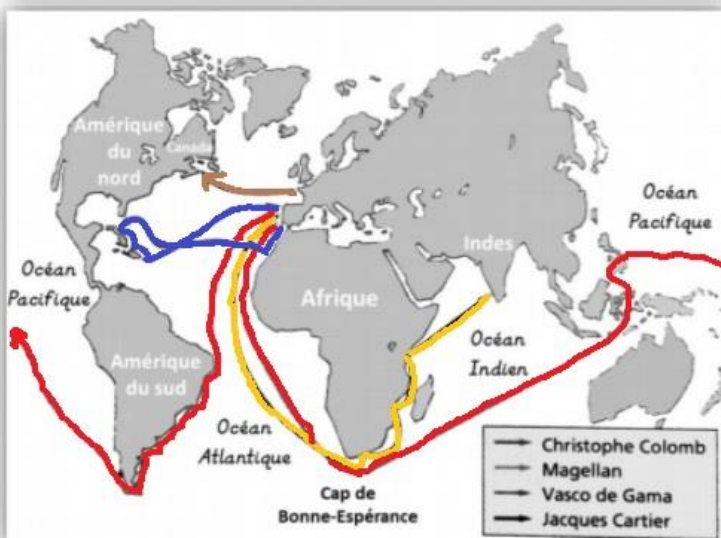 Amérique
du
nord
Canada
Océan
Pacifique
Indes
Océan
Pacifique
Afrique
Océan
Indien
Amérique
du sud
Océan
Atlantique
Cap de
Bonne-Espérance
Christophe Colomb
Magellan
Vasco de Gama
Jacques Cartier